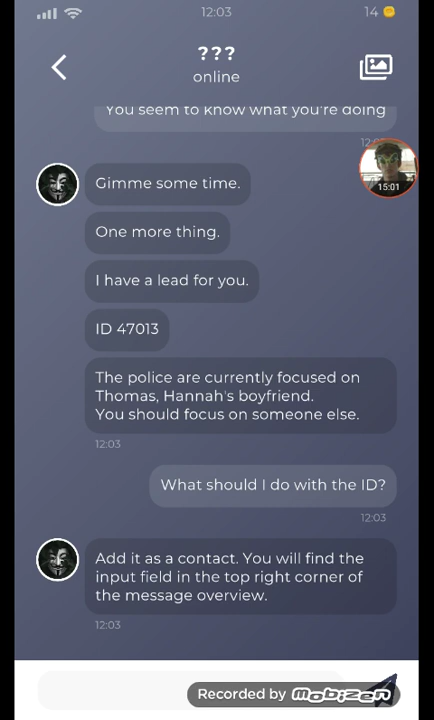 12:03
14
???
online
You seem to know what you're doing
15:01
Gimme some time.
One more thing.
I have a lead for you.
ID 47013
The police are currently focused on
Thomas, Hannah's boyfriend.
You should focus on someone else.
12:03
What should I do with the ID?
12:03
Add it as a contact. You will find the
input field in the top right corner of
the message overview.
12:03
Recorded by mobizen